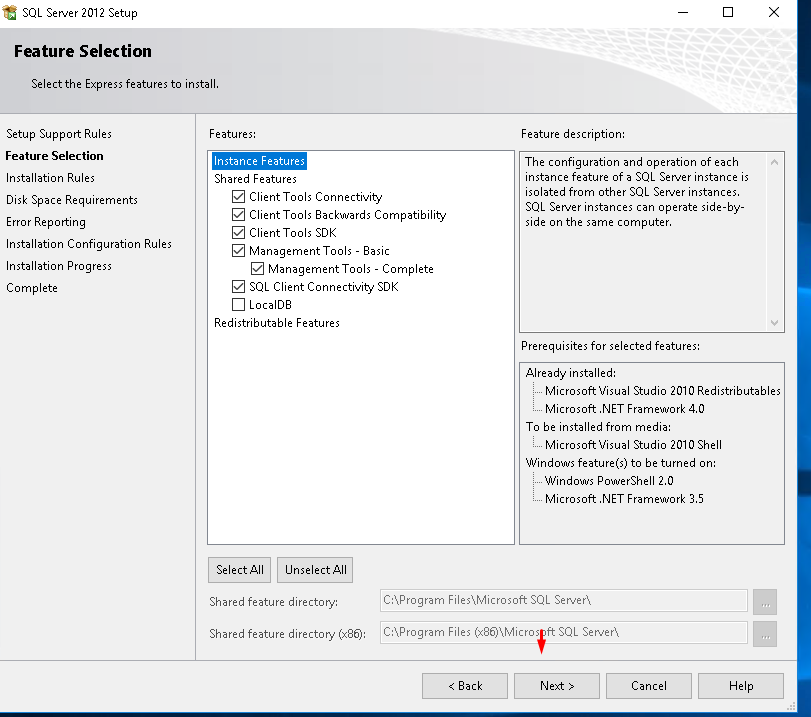 SQL Server 2012 Setup
Feature Selection
Select the Express features to install.
Setup Support Rules
Feature Selection
Installation Rules
Disk Space Requirements
Error Reporting
Installation Configuration Rules
Installation Progress
Complete
Features:
Instance Features
Shared Features
Client Tools Connectivity
Client Tools Backwards Compatibility
Client Tools SDK
Management Tools - Basic
Management Tools - Complete
SQL Client Connectivity SDK
LocalDB
Redistributable Features
Feature description:
The configuration and operation of each
instance feature of a SQL Server instance is
isolated from other SQL Server instances.
SQL Server instances can operate side-by-
side on the same computer.
Prerequisites for selected features:
Already installed:
Microsoft Visual Studio 2010 Redistributables
Microsoft .NET Framework 4.0
To be installed from media:
Microsoft Visual Studio 2010 Shell
Windows feature(s) to be turned on:
Windows PowerShell 2.0
Microsoft .NET Framework 3.5
Select All
Unselect All
Shared feature directory:
C:\Program Files\Microsoft SQL Server\
...
Shared feature directory (x86):
C:\Program Files (x86)\Microsoft SQL Server\
...
< Back
Next >
Cancel
Help